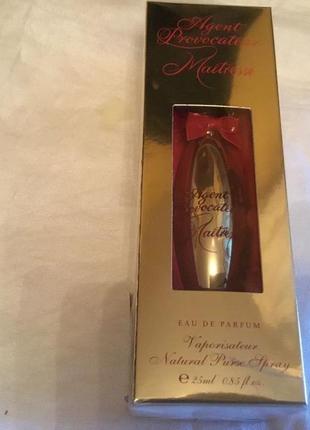 Agent
Provocateur
Maitresse
Agent
Provocateur
Maitresse
EAU DE PARFUM
Vaporisateur
Natural Purse Spray
e 25ml 0.85 fl.oz.